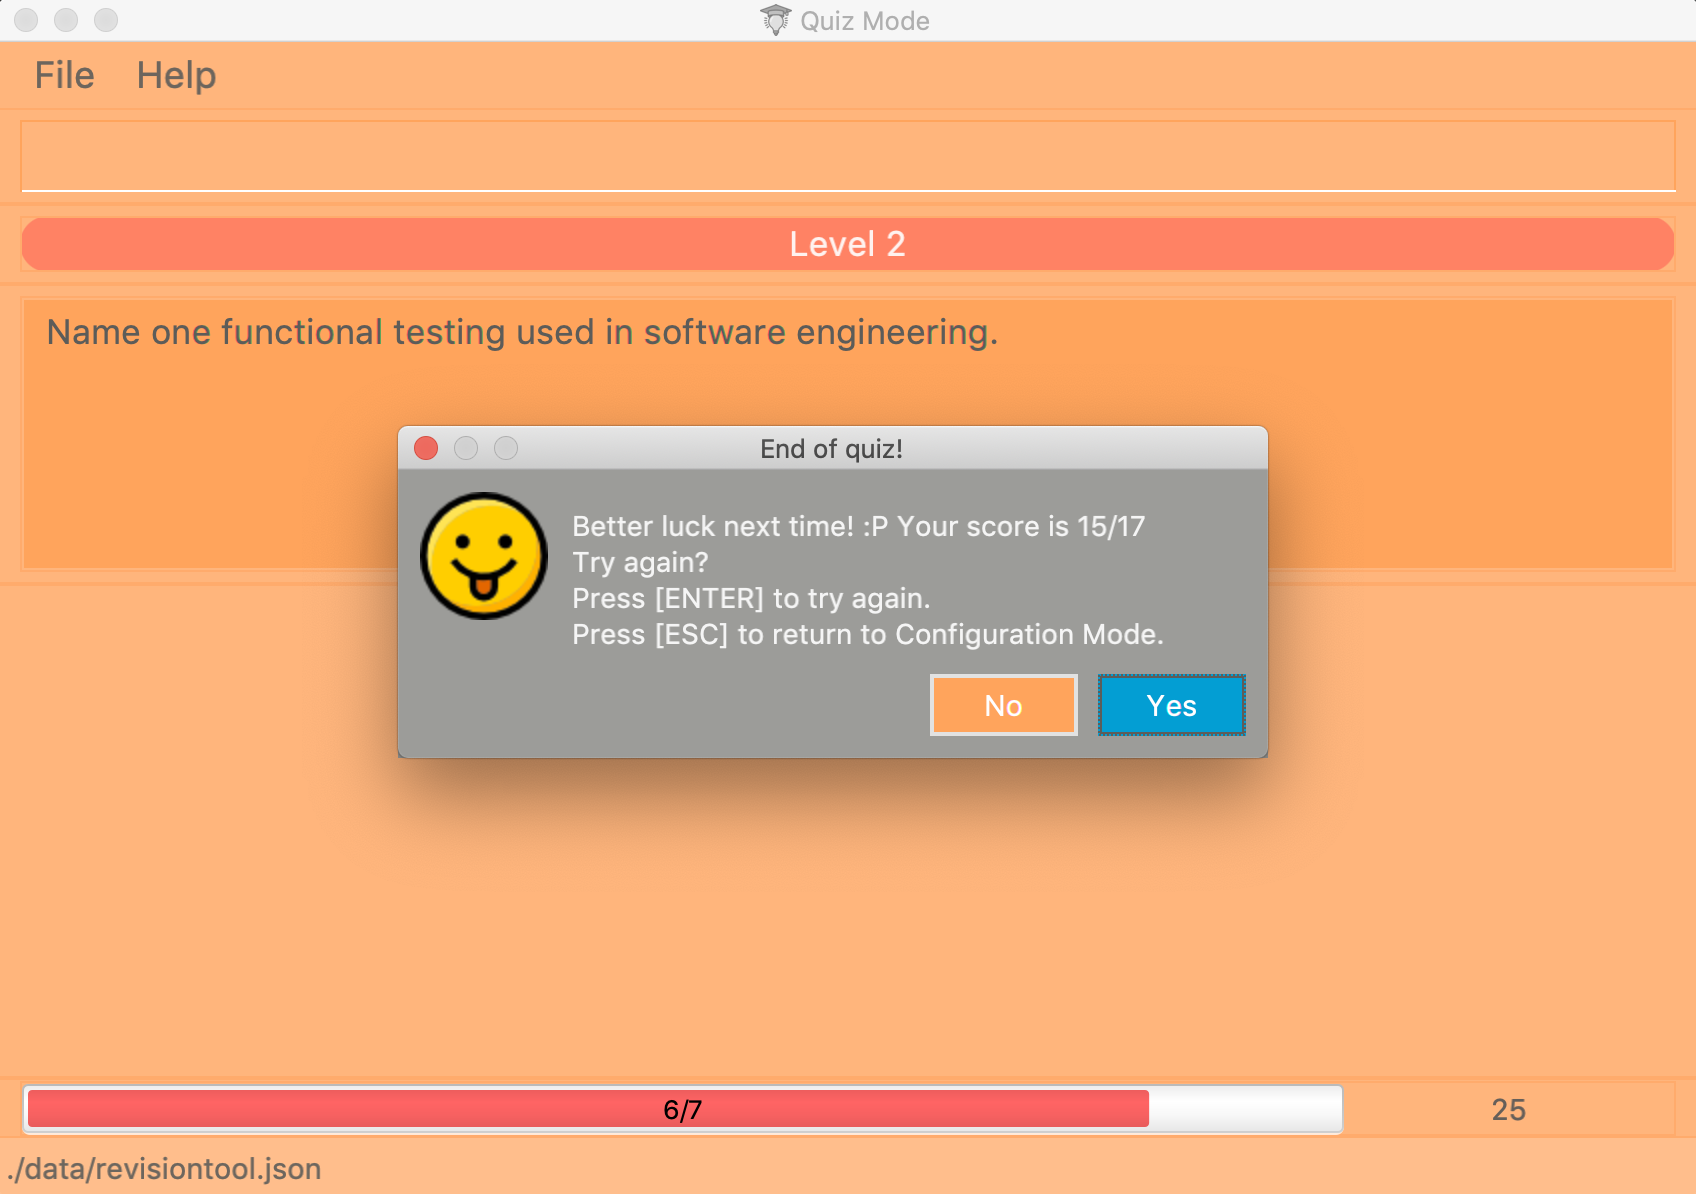 Quiz Mode
File Help
Level 2
Name one functional testing used in software engineering.
End of quiz!
Better luck next time! :P Your score is 15/17
Try again?
Press [ENTER] to try again.
Press [ESC] to return to Configuration Mode.
No Yes
6/7 25
./data/revisiontool.json